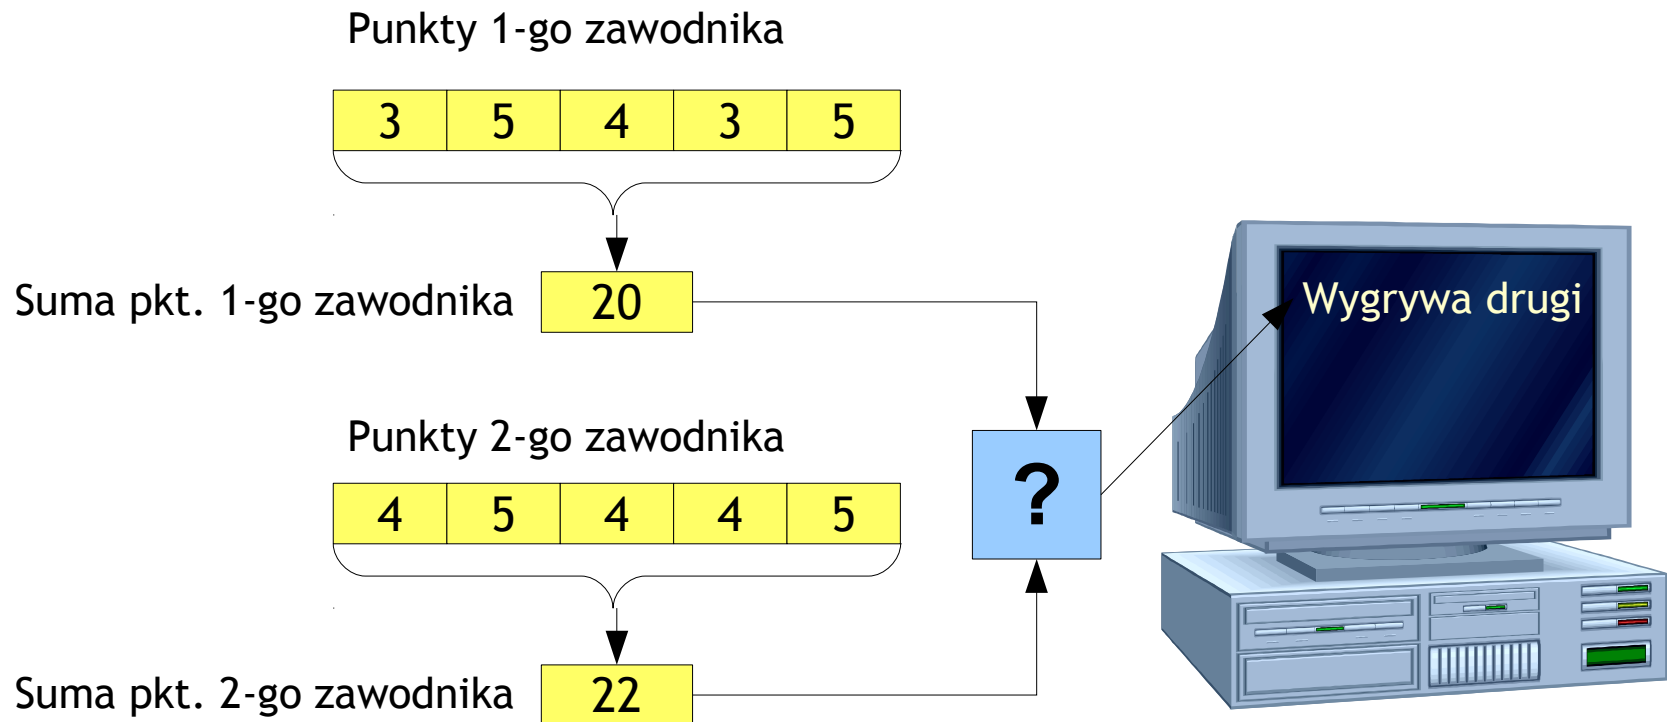 Punkty 1-go zawodnika
3 5 4 3 5
Suma pkt. 1-go zawodnika 20
Wygrywa drugi
Punkty 2-go zawodnika
?
4 5 4 4 5
Suma pkt. 2-go zawodnika 22